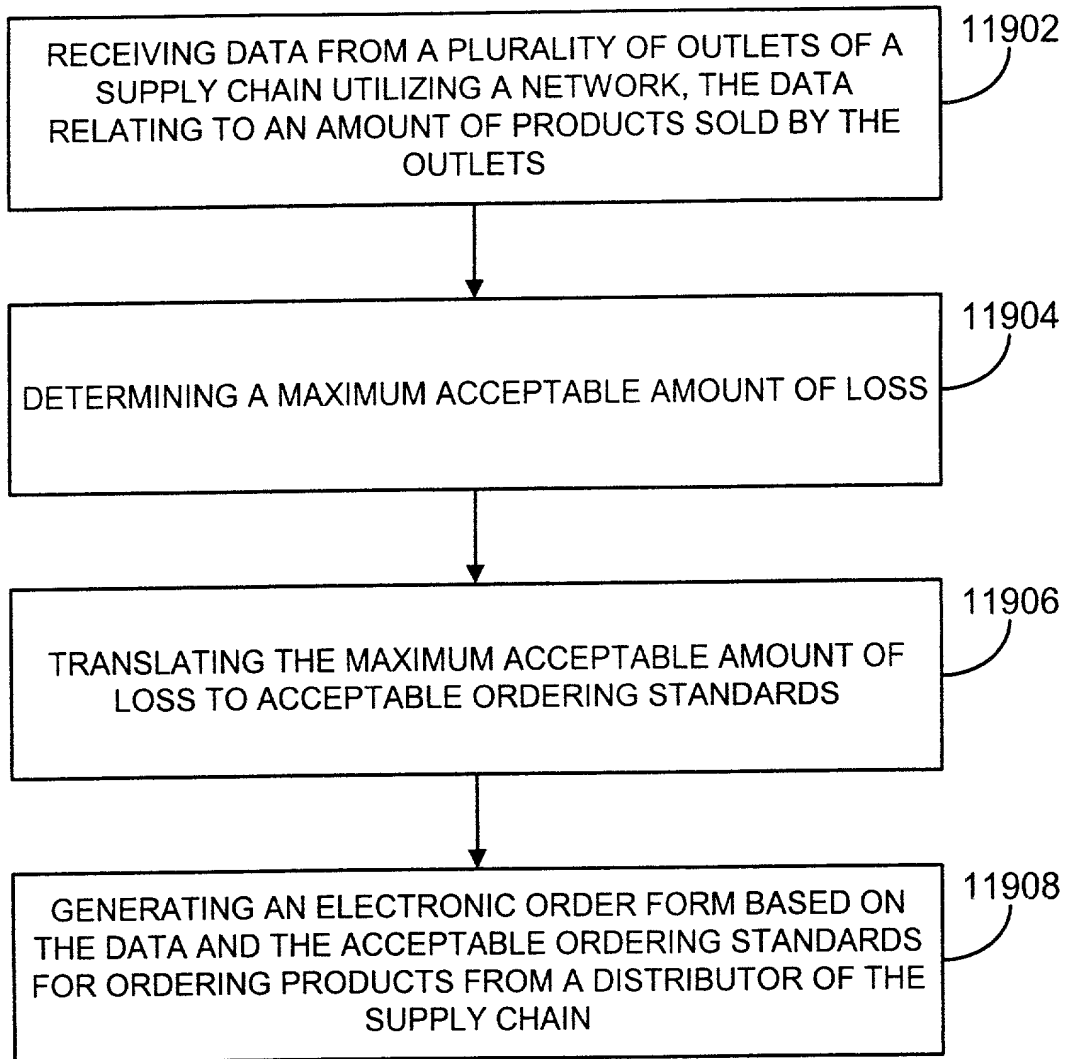 11902
RECEIVING DATA FROM A PLURALITY OF OUTLETS OF A
SUPPLY CHAIN UTILIZING A NETWORK, THE DATA
RELATING TO AN AMOUNT OF PRODUCTS SOLD BY THE
OUTLETS
11904
DETERMINING A MAXIMUM ACCEPTABLE AMOUNT OF LOSS
11906
TRANSLATING THE MAXIMUM ACCEPTABLE AMOUNT OF
LOSS TO ACCEPTABLE ORDERING STANDARDS
11908
GENERATING AN ELECTRONIC ORDER FORM BASED ON
THE DATA AND THE ACCEPTABLE ORDERING STANDARDS
FOR ORDERING PRODUCTS FROM A DISTRIBUTOR OF THE
SUPPLY CHAIN